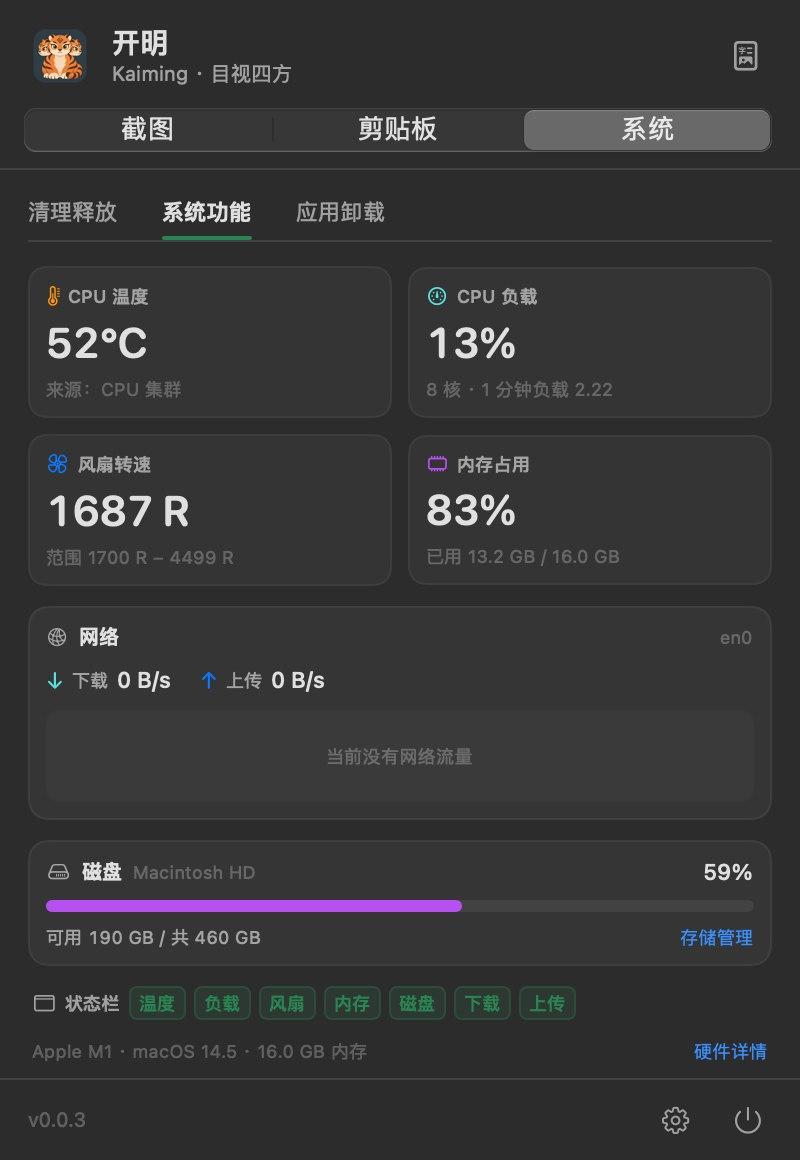 开明
Kaiming · 目视四方
截图 剪贴板 系统
清理释放 系统功能 应用卸载
CPU 温度
52°C
来源：CPU 集群
CPU 负载
13%
8 核 · 1 分钟负载 2.22
风扇转速
1687 R
范围 1700 R – 4499 R
内存占用
83%
已用 13.2 GB / 16.0 GB
网络 en0
下载 0 B/s 上传 0 B/s
当前没有网络流量
磁盘 Macintosh HD 59%
可用 190 GB / 共 460 GB 存储管理
状态栏 温度 负载 风扇 内存 磁盘 下载 上传
Apple M1 · macOS 14.5 · 16.0 GB 内存 硬件详情
v0.0.3